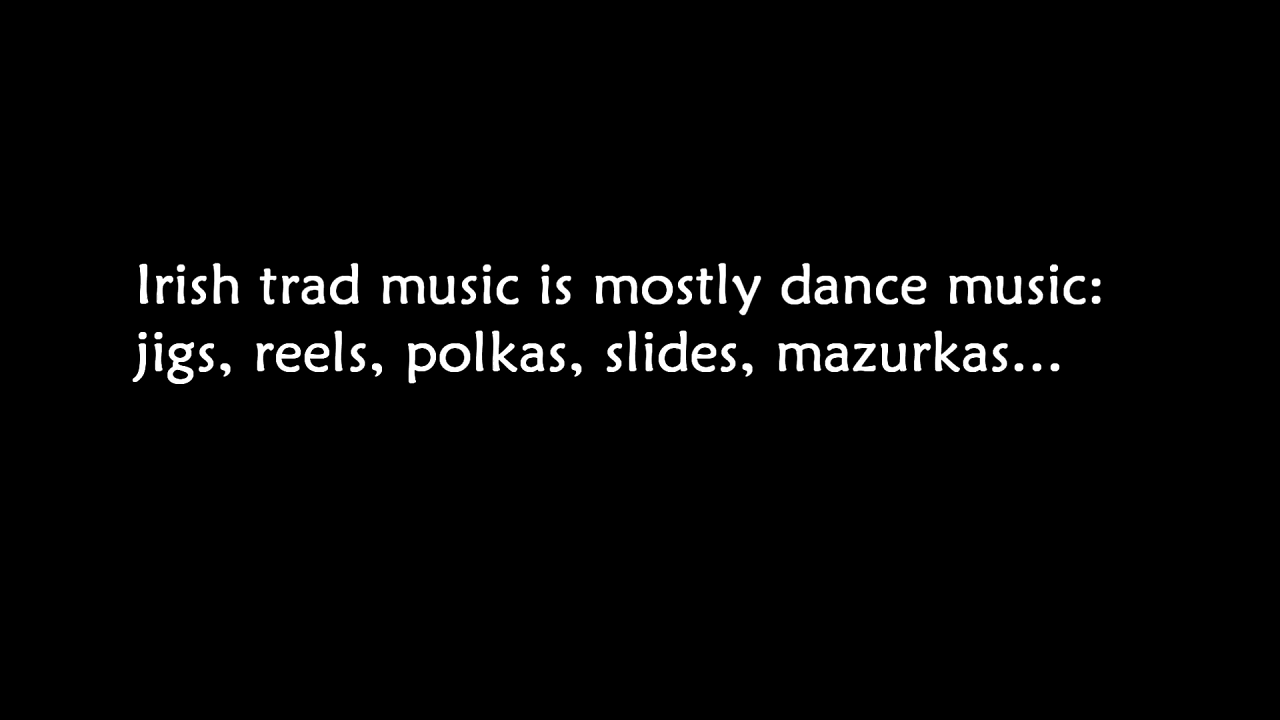 Irish trad music is mostly dance music:
jigs, reels, polkas, slides, mazurkas...